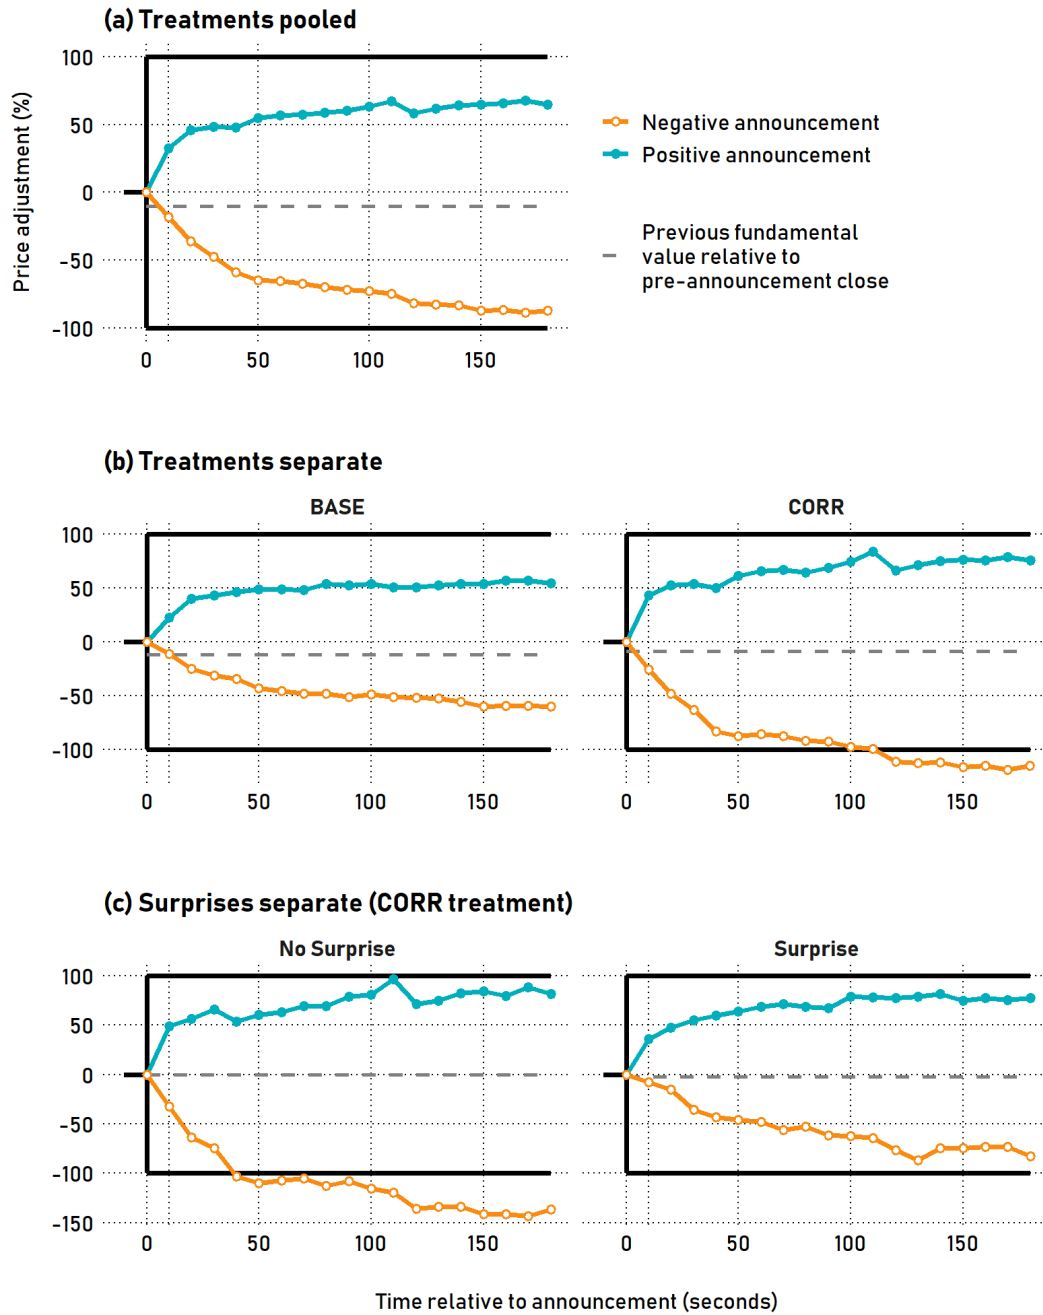 (a) Treatments pooled
Price adjustment (%)
100
50
0
-50
-100
0 50 100 150
Negative announcement
Positive announcement
Previous fundamental
value relative to
pre-announcement close
(b) Treatments separate
BASE
CORR
100
50
0
-50
-100
0 50 100 150
0 50 100 150
(c) Surprises separate (CORR treatment)
No Surprise
Surprise
100
50
0
-50
-100
-150
0 50 100 150
0 50 100 150
Time relative to announcement (seconds)